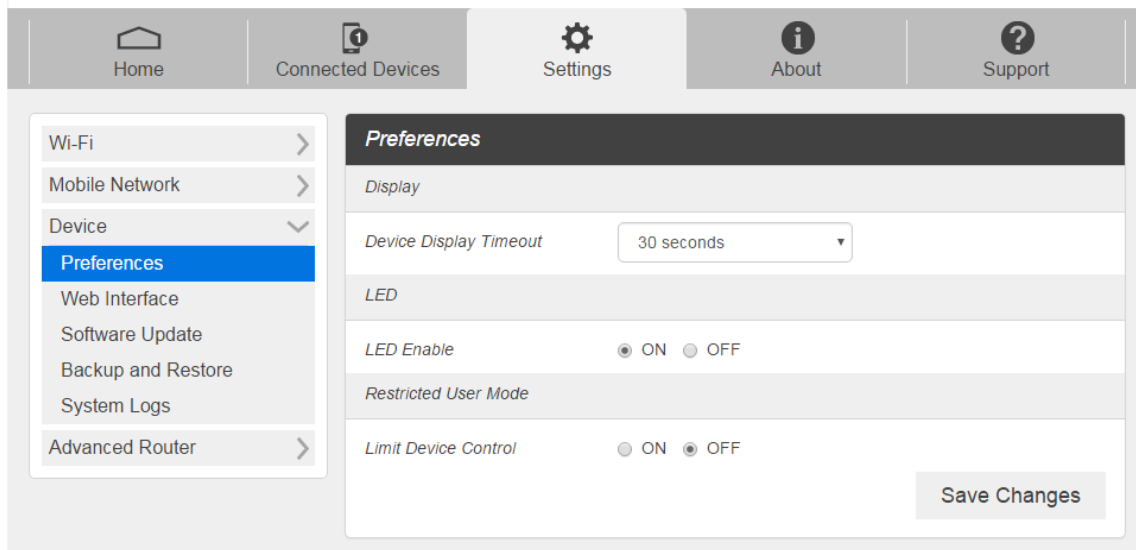 1
Home
Connected Devices
Settings
About
Support
Wi-Fi
Mobile Network
Device
Preferences
Web Interface
Software Update
Backup and Restore
System Logs
Advanced Router
Preferences
Display
Device Display Timeout 30 seconds
LED
LED Enable ON OFF
Restricted User Mode
Limit Device Control ON OFF
Save Changes